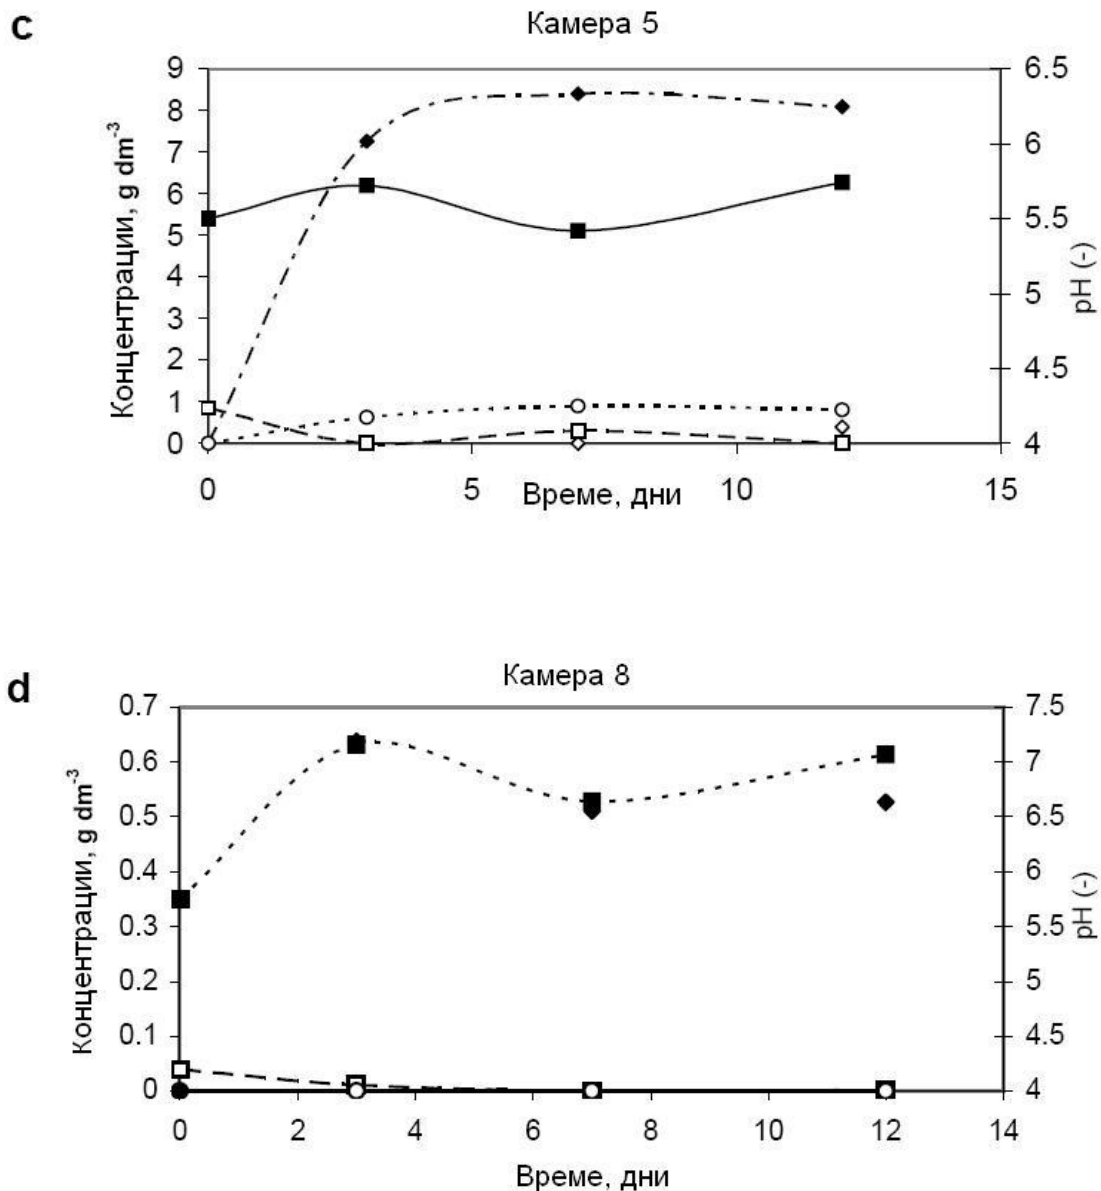 c
Камера 5
9
8
7
6
5
4
3
2
1
0
Концентрации, g dm⁻³
6.5
6
5.5
5
4.5
4
pH (-)
0 5 10 15
Време, дни
d
Камера 8
0.7
0.6
0.5
0.4
0.3
0.2
0.1
0
Концентрации, g dm⁻³
7.5
7
6.5
6
5.5
5
4.5
4
pH (-)
0 2 4 6 8 10 12 14
Време, дни